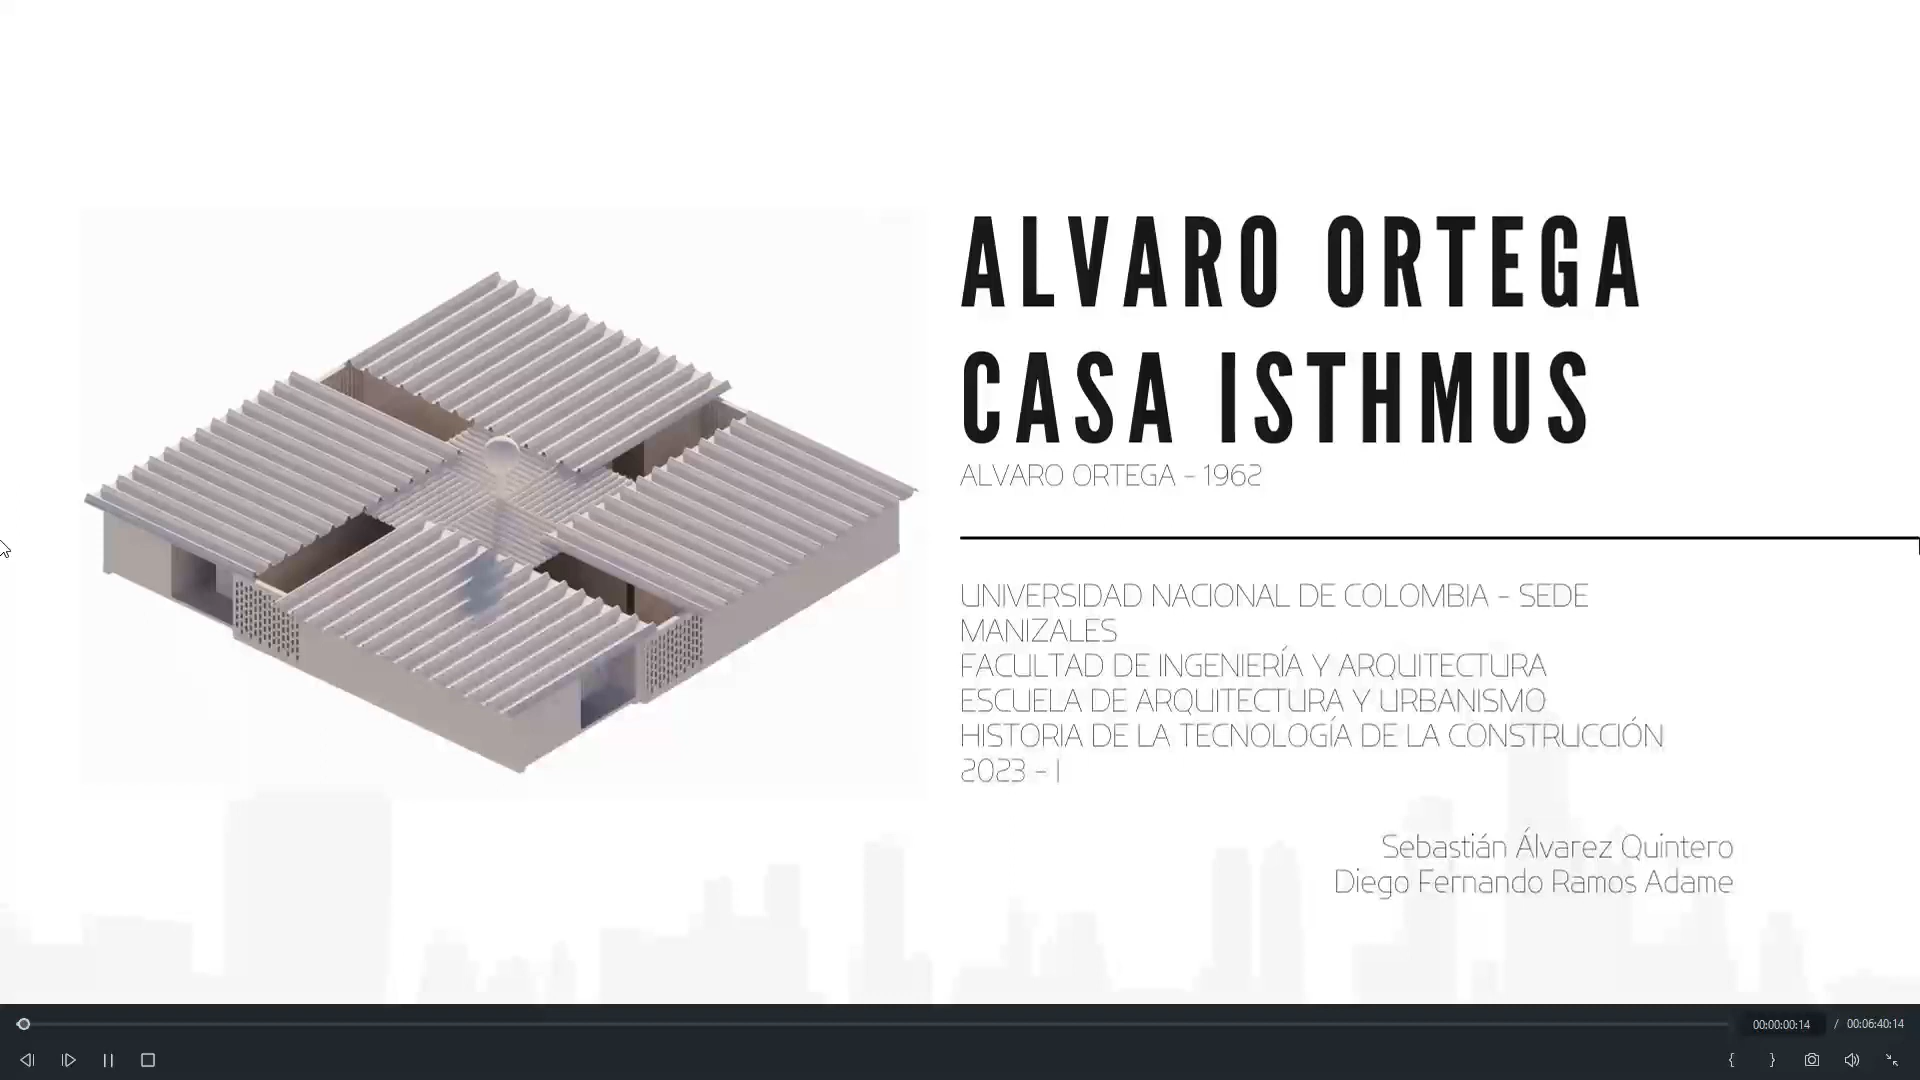 ALVARO ORTEGA
CASA ISTHMUS
ALVARO ORTEGA - 1962
UNIVERSIDAD NACIONAL DE COLOMBIA - SEDE
MANIZALES
FACULTAD DE INGENIERÍA Y ARQUITECTURA
ESCUELA DE ARQUITECTURA Y URBANISMO
HISTORIA DE LA TECNOLOGÍA DE LA CONSTRUCCIÓN
2023 - I
Sebastián Álvarez Quintero
Diego Fernando Ramos Adame
00:00:00:14 / 00:06:40:14